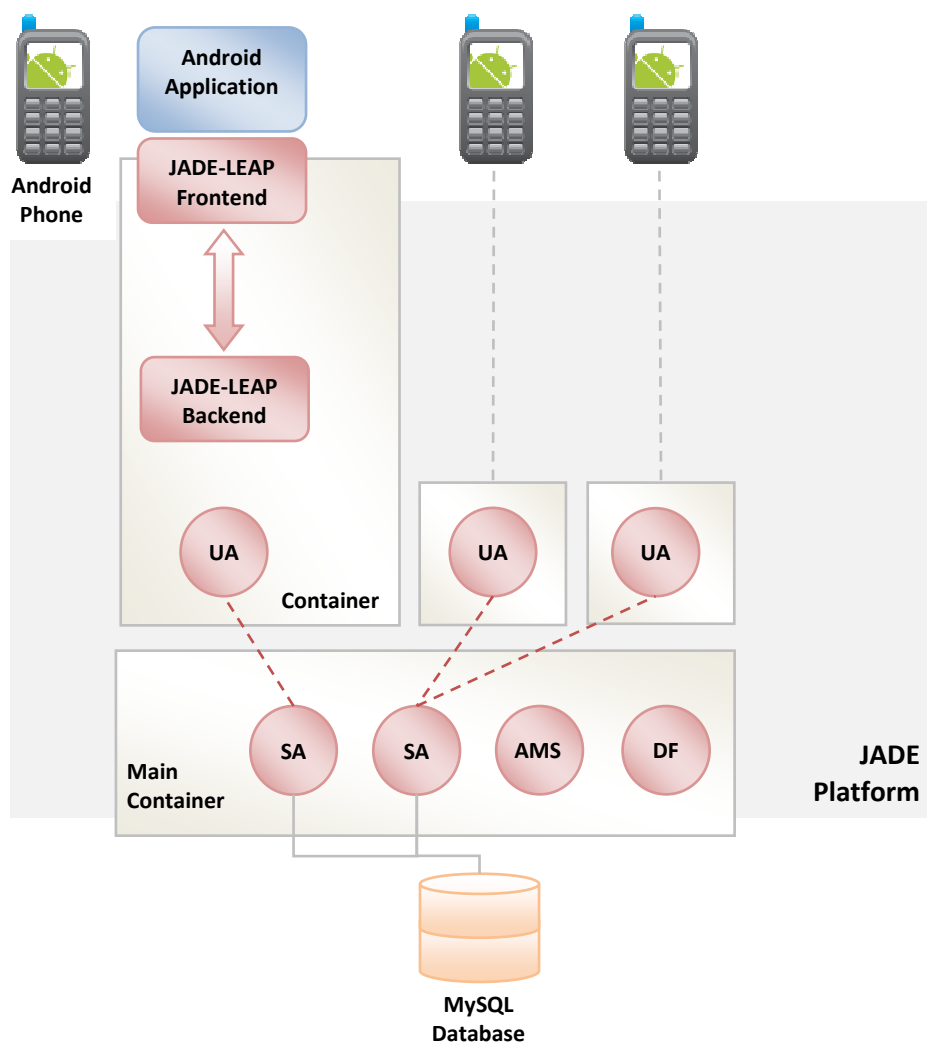 Android
Application
JADE-LEAP
Frontend
Android
Phone
JADE-LEAP
Backend
UA
UA
UA
Container
SA
SA
AMS
DF
Main
Container
JADE
Platform
MySQL
Database